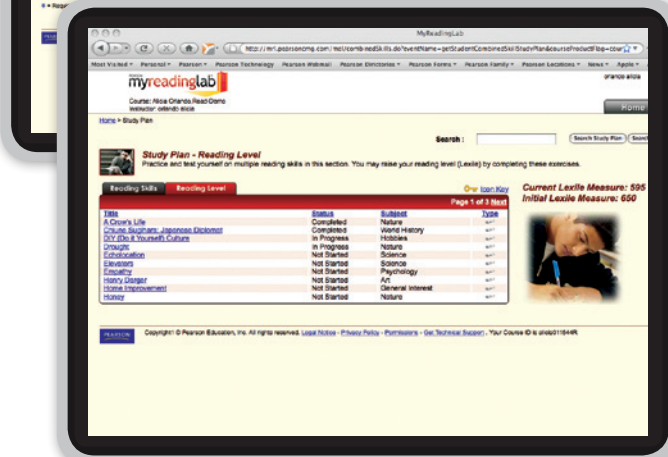 MyReadingLab
Most Visited Personal Pearson Pearson Technology Pearson Webmail Pearson Directories Pearson Forms Pearson Family Pearson Locations News Apple
myreadinglab
orlando alicia
Course: Alicia Orlando Read Demo
Instructor: orlando alicia
Home
Home > Study Plan
Search :
Search Study Plan
Study Plan - Reading Level
Practice and test yourself on multiple reading skills in this section. You may raise your reading level (Lexile) by completing these exercises.
Reading Skills Reading Level
Icon Key
Current Lexile Measure: 595
Initial Lexile Measure: 650
Page 1 of 3 Next
Title Status Subject Type
A Crow's Life Completed Nature
Chiune Sugihara: Japanese Diplomat Completed World History
DIY (Do it Yourself) Culture In Progress Hobbies
Drought In Progress Nature
Echolocation Not Started Science
Elevators Not Started Science
Empathy Not Started Psychology
Henry Darger Not Started Art
Home Improvement Not Started General Interest
Honey Not Started Nature
PEARSON
Copyright © Pearson Education, Inc. All rights reserved. Legal Notice - Privacy Policy - Permissions - Get Technical Support . Your Course ID is